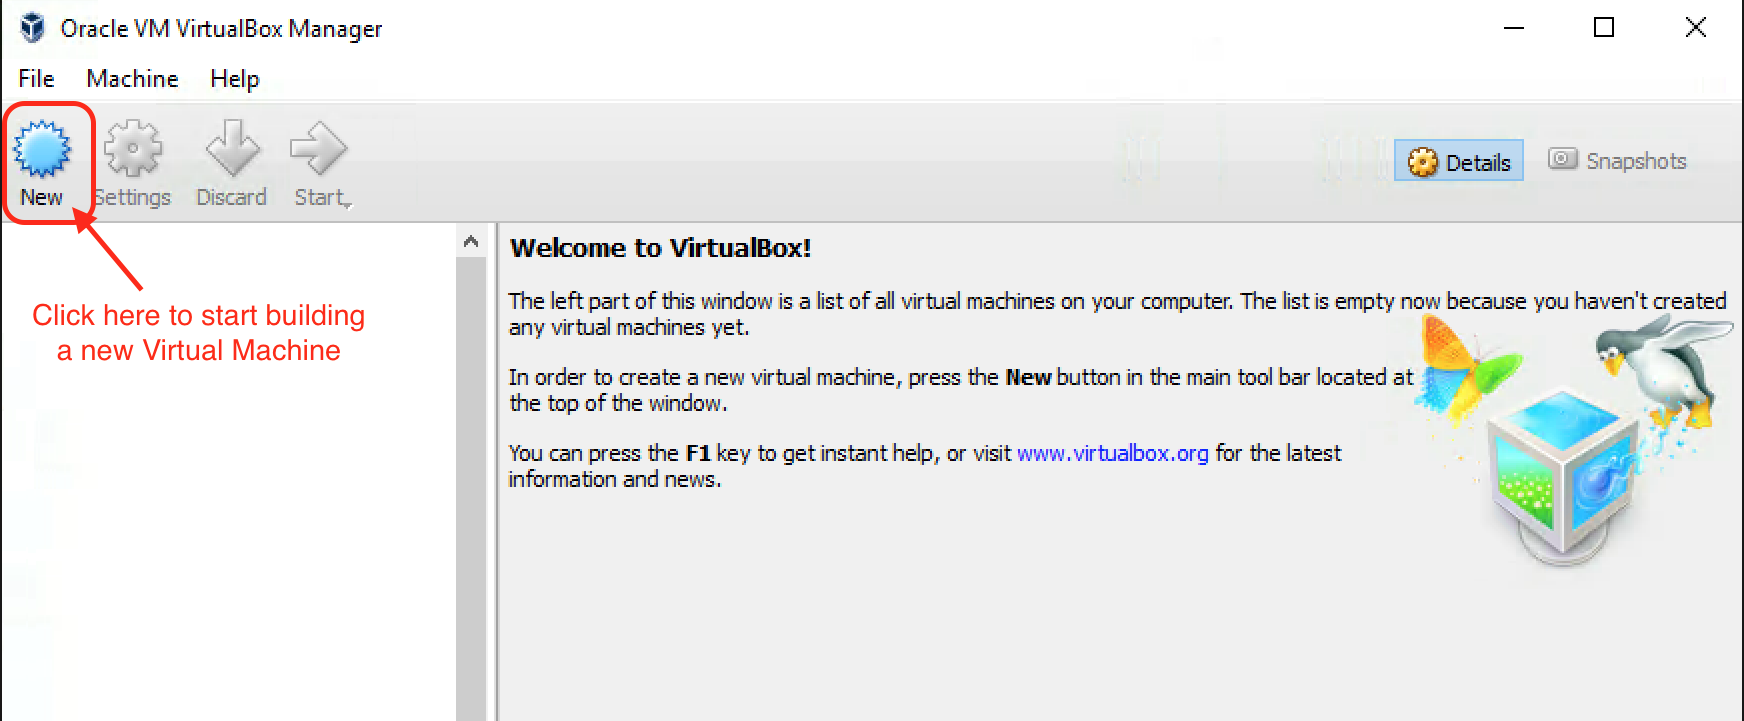 Oracle VM VirtualBox Manager
File Machine Help
New Settings Discard Start
Details Snapshots
Click here to start building
a new Virtual Machine
Welcome to VirtualBox!
The left part of this window is a list of all virtual machines on your computer. The list is empty now because you haven't created
any virtual machines yet.
In order to create a new virtual machine, press the New button in the main tool bar located at
the top of the window.
You can press the F1 key to get instant help, or visit www.virtualbox.org for the latest
information and news.